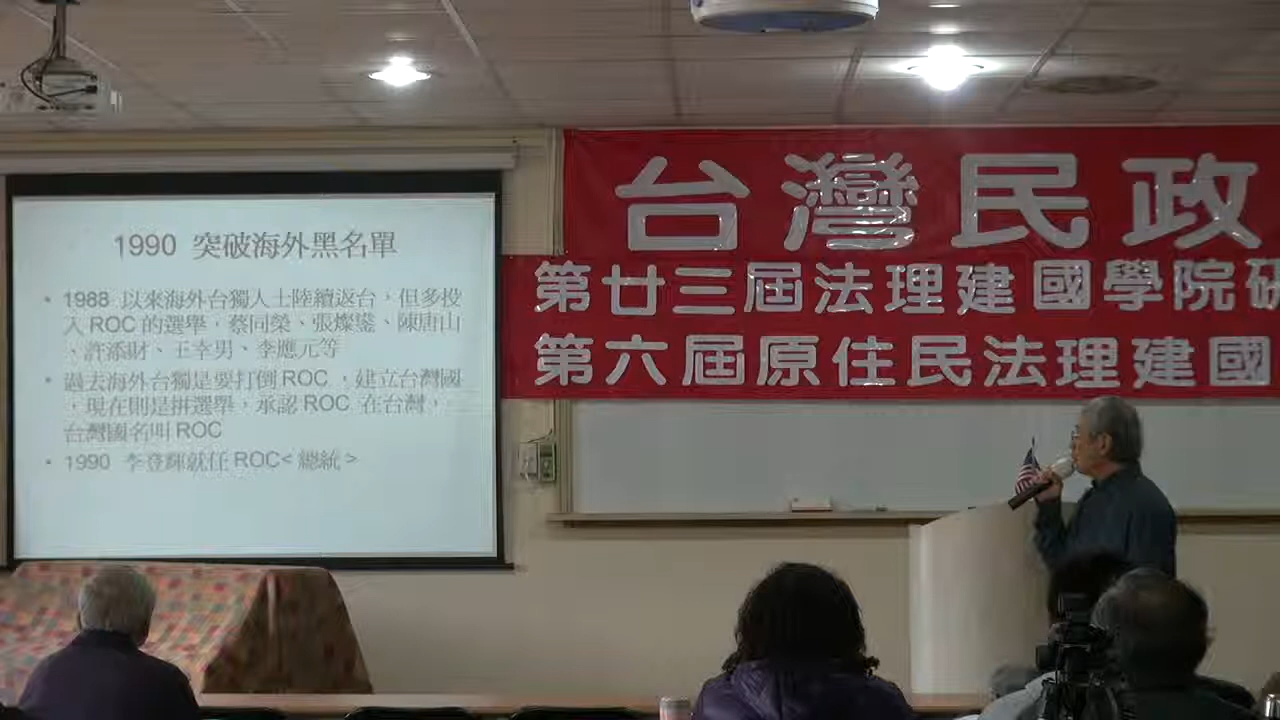 1990 突破海外黑名單
• 1988 以來海外台獨人士陸續返台，但多投
入 ROC 的選舉，蔡同榮、張燦鍙、陳唐山
、許添財、王幸男、李應元等
• 過去海外台獨是要打倒 ROC ，建立台灣國
，現在則是拼選舉，承認 ROC 在台灣，
台灣國名叫 ROC
• 1990 李登輝就任 ROC< 總統 >
台灣民政
第廿三屆法理建國學院研
第六屆原住民法理建國